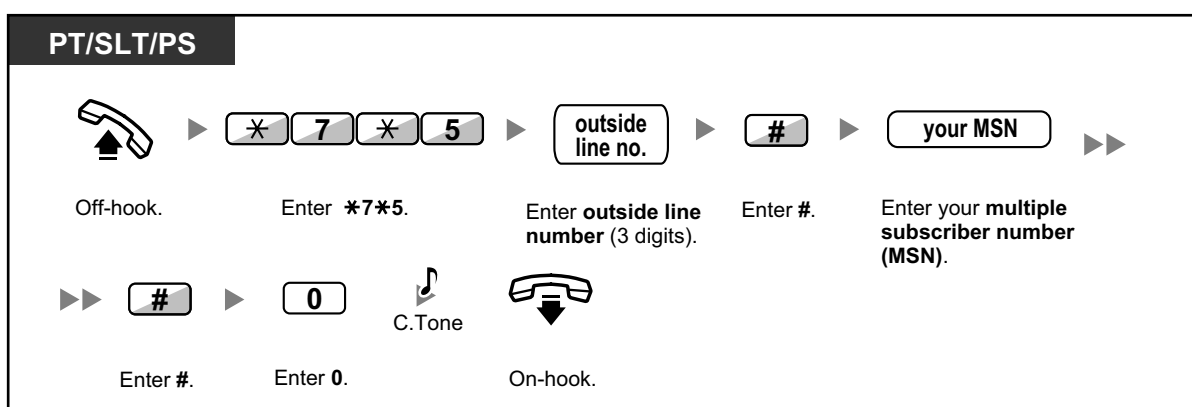 PT/SLT/PS
* 7 * 5
outside
line no.
#
your MSN
Off-hook.
Enter *7*5.
Enter outside line
number (3 digits).
Enter #.
Enter your multiple
subscriber number
(MSN).
#
0
C.Tone
Enter #.
Enter 0.
On-hook.